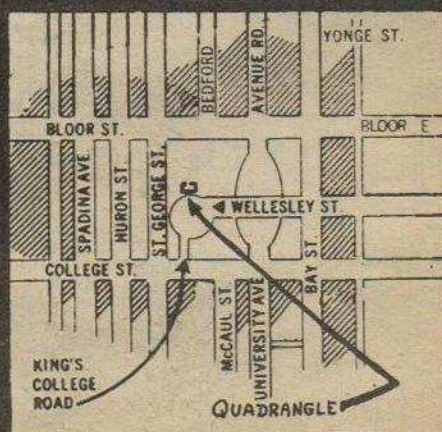 YONGE ST.
BEDFORD
AVENUE RD.
BLOOR ST.
BLOOR E
SPADINA AVE
HURON ST
ST. GEORGE ST.
C
WELLESLEY ST.
BAY ST.
COLLEGE ST.
McCAUL ST.
UNIVERSITY AVE
KING'S
COLLEGE
ROAD
QUADRANGLE